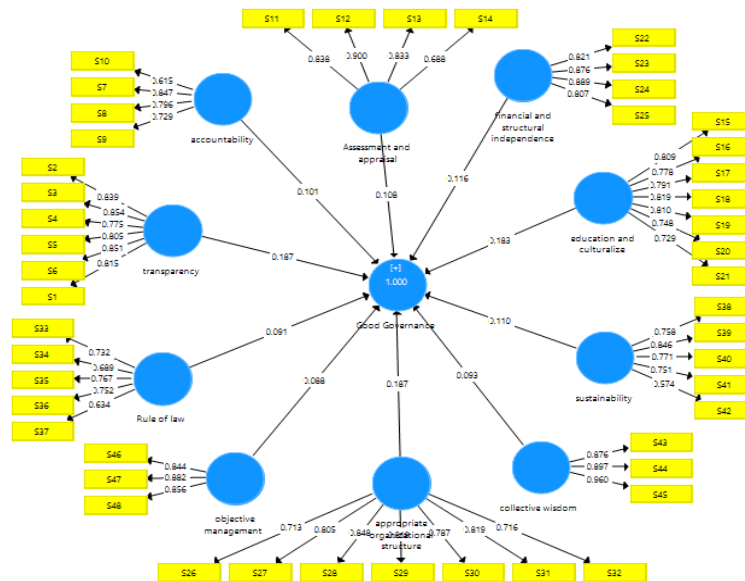 S11
S12
S13
S14
0.838
0.900
0.833
0.688
Assessment and
appraisal
0.108
S22
S23
S24
S25
0.821
0.876
0.889
0.807
financial and
structural
independence
0.116
S10
S7
S8
S9
0.615
0.847
0.796
0.729
accountability
0.101
S15
S16
S17
S18
S19
S20
S21
0.809
0.778
0.791
0.819
0.810
0.748
0.729
education and
culturalize
0.183
S2
S3
S4
S5
S6
S1
0.839
0.854
0.775
0.805
0.851
0.815
transparency
0.187
[+]
1.000
Good Governance
S33
S34
S35
S36
S37
0.732
0.689
0.767
0.752
0.634
Rule of law
0.091
S38
S39
S40
S41
S42
0.758
0.846
0.771
0.751
0.574
sustainability
0.110
S46
S47
S48
0.844
0.882
0.856
objective
management
0.088
S43
S44
S45
0.876
0.897
0.960
collective wisdom
0.093
0.187
appropriate
organizational
structure
0.713
0.805
0.848
0.787
0.819
0.716
S26
S27
S28
S29
S30
S31
S32